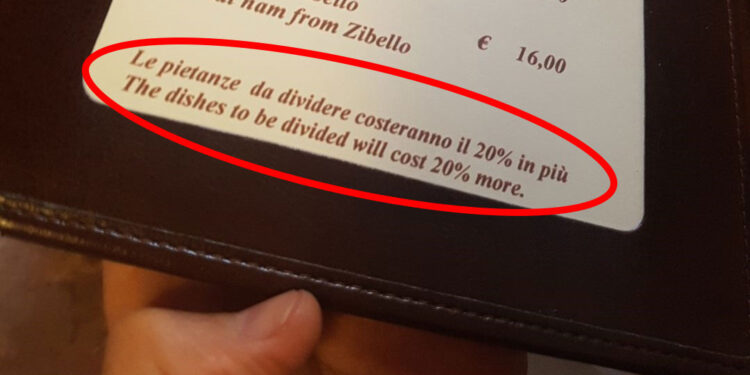 ham from Zibello € 16,00
Le pietanze da dividere costeranno il 20% in più
The dishes to be divided will cost 20% more.